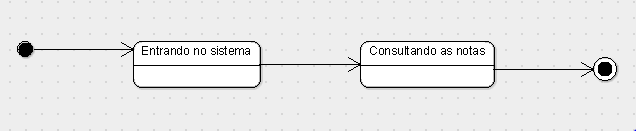 Entrando no sistema
Consultando as notas